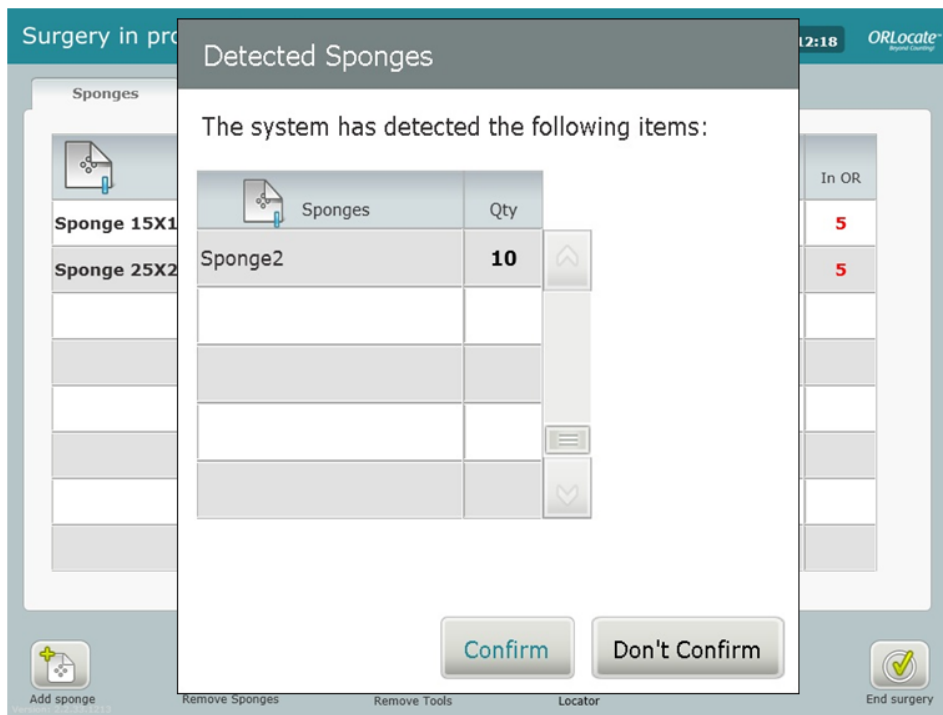 Surgery in pro
12:18
ORLocate
Beyond Counting!
Detected Sponges
Sponges
The system has detected the following items:
In OR
Sponges Qty
Sponge 15X1
5
Sponge2 10
Sponge 25X2
5
Confirm
Don't Confirm
Add sponge
Remove Sponges
Remove Tools
Locator
End surgery